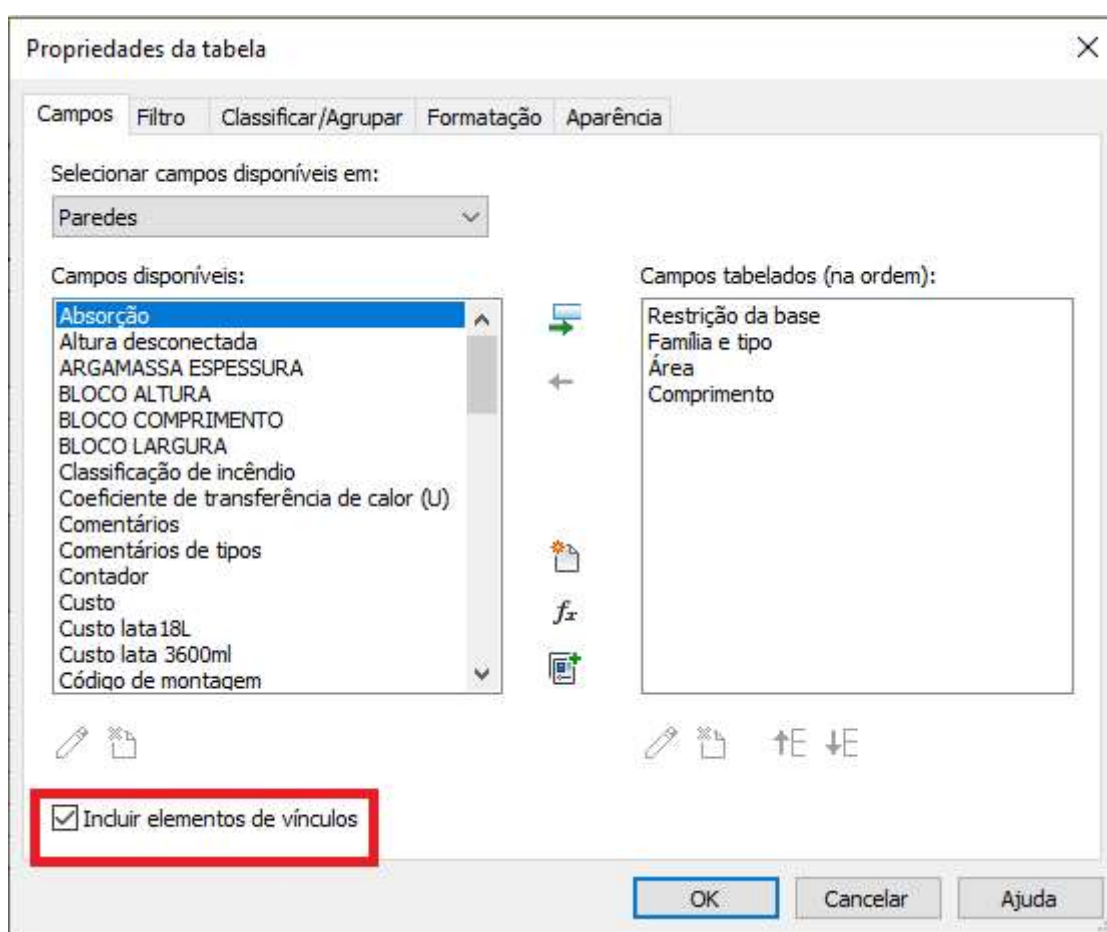 Propriedades da tabela
Campos Filtro Classificar/Agrupar Formatação Aparência
Selecionar campos disponíveis em:
Paredes
Campos disponíveis:
Absorção
Altura desconectada
ARGAMASSA ESPESSURA
BLOCO ALTURA
BLOCO COMPRIMENTO
BLOCO LARGURA
Classificação de incêndio
Coeficiente de transferência de calor (U)
Comentários
Comentários de tipos
Contador
Custo
Custo lata18L
Custo lata 3600ml
Código de montagem
fx
Campos tabelados (na ordem):
Restrição da base
Família e tipo
Área
Comprimento
Incluir elementos de vínculos
OK Cancelar Ajuda